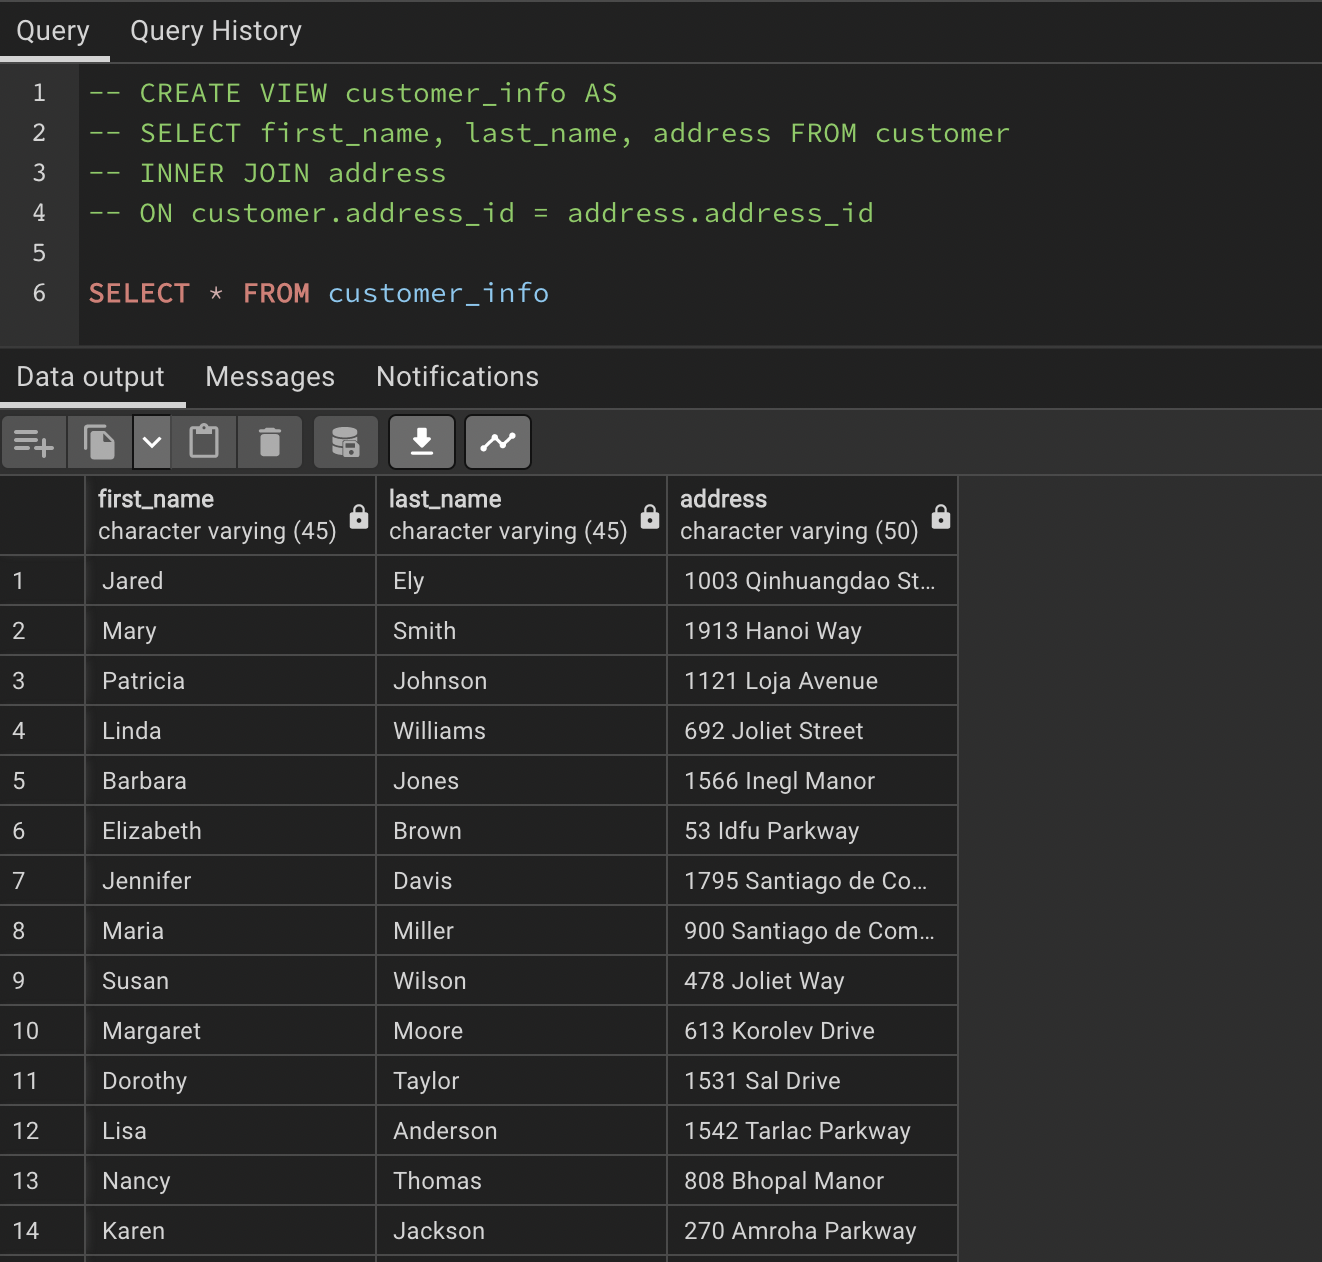 Query Query History
1 -- CREATE VIEW customer_info AS
2 -- SELECT first_name, last_name, address FROM customer
3 -- INNER JOIN address
4 -- ON customer.address_id = address.address_id
5
6 SELECT * FROM customer_info
Data output Messages Notifications
first_name last_name address
character varying (45) character varying (45) character varying (50)
1 Jared Ely 1003 Qinhuangdao St...
2 Mary Smith 1913 Hanoi Way
3 Patricia Johnson 1121 Loja Avenue
4 Linda Williams 692 Joliet Street
5 Barbara Jones 1566 Inegl Manor
6 Elizabeth Brown 53 Idfu Parkway
7 Jennifer Davis 1795 Santiago de Co...
8 Maria Miller 900 Santiago de Com...
9 Susan Wilson 478 Joliet Way
10 Margaret Moore 613 Korolev Drive
11 Dorothy Taylor 1531 Sal Drive
12 Lisa Anderson 1542 Tarlac Parkway
13 Nancy Thomas 808 Bhopal Manor
14 Karen Jackson 270 Amroha Parkway